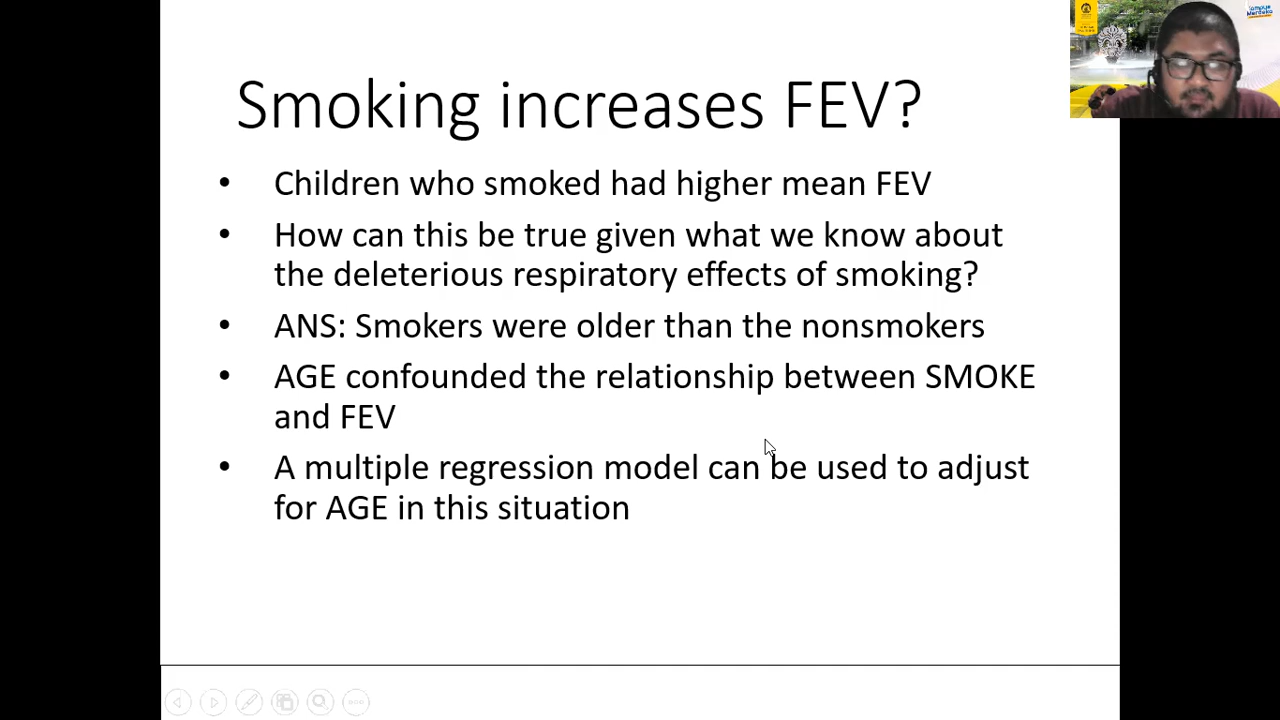 Smoking increases FEV?
• Children who smoked had higher mean FEV
• How can this be true given what we know about
the deleterious respiratory effects of smoking?
• ANS: Smokers were older than the nonsmokers
• AGE confounded the relationship between SMOKE
and FEV
• A multiple regression model can be used to adjust
for AGE in this situation